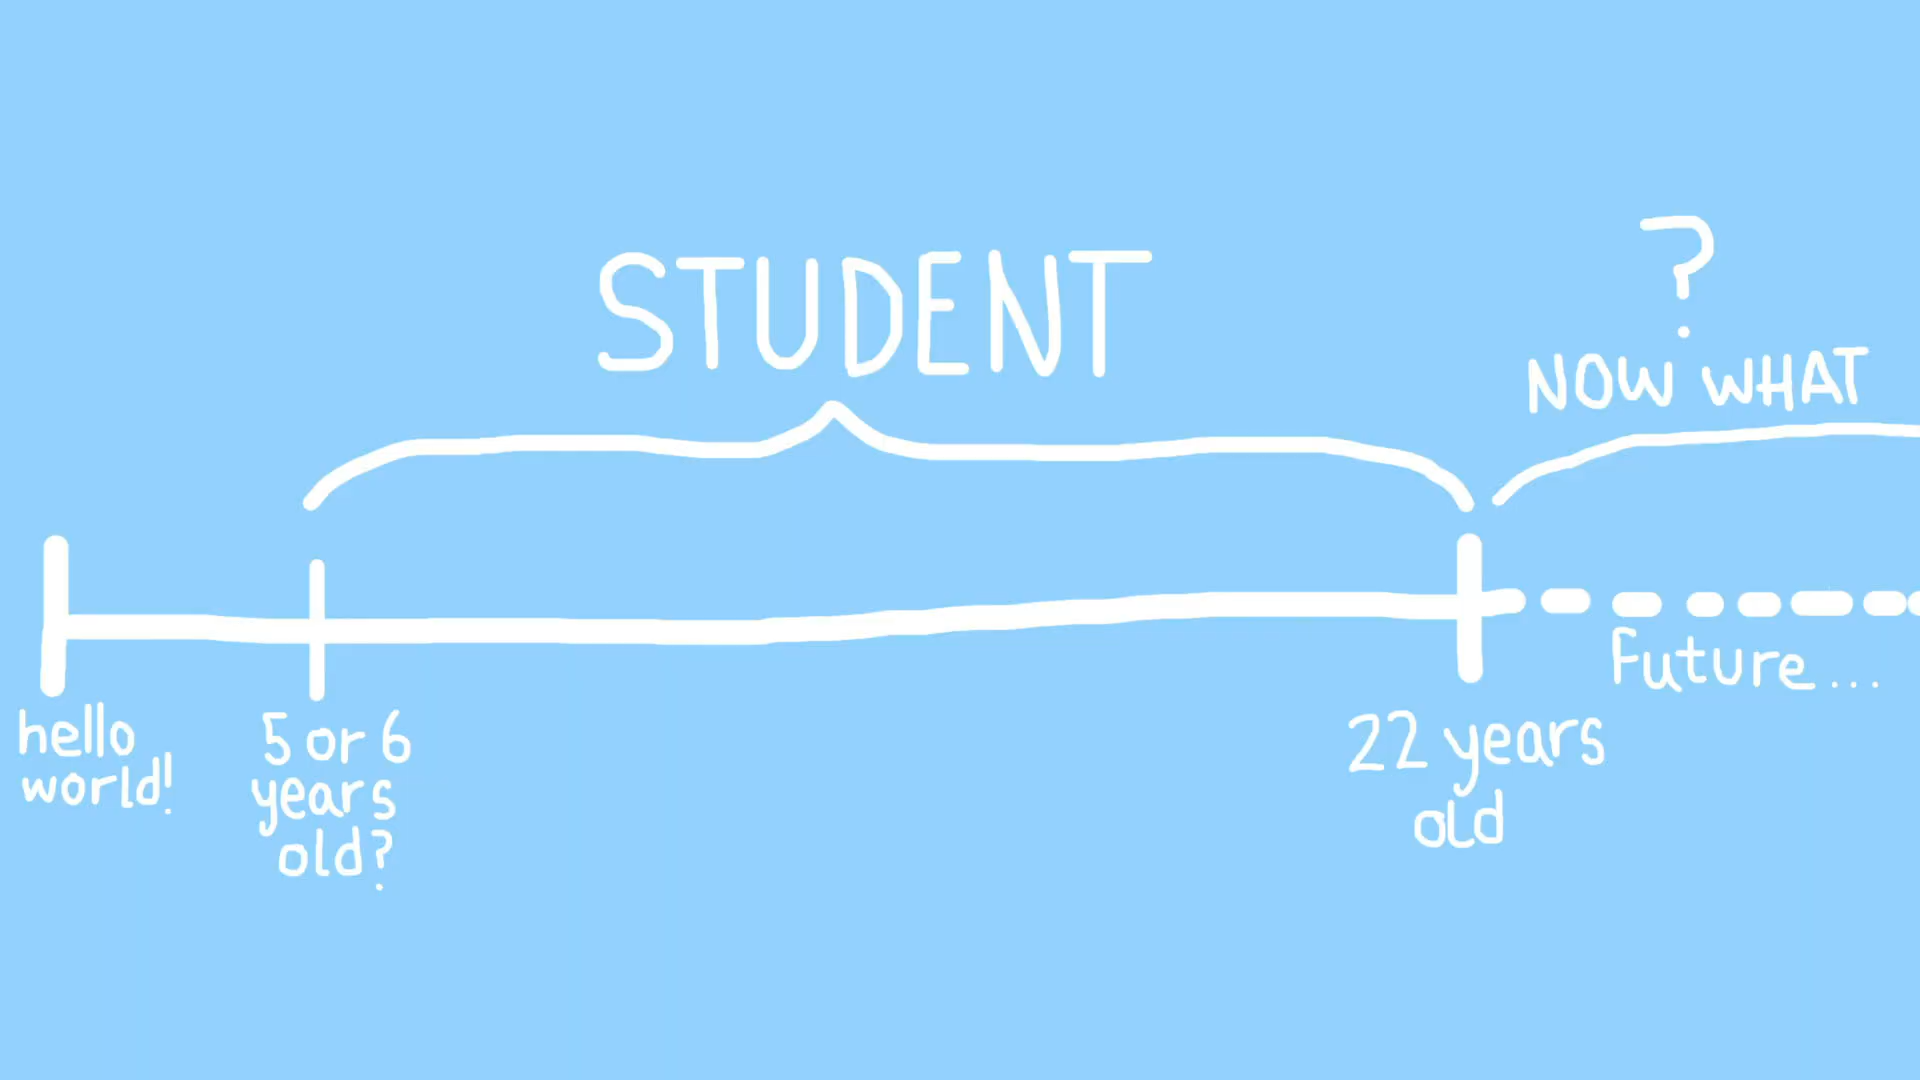 STUDENT
?
NOW WHAT
Future...
hello
world!
5 or 6
years
old?
22 years
old